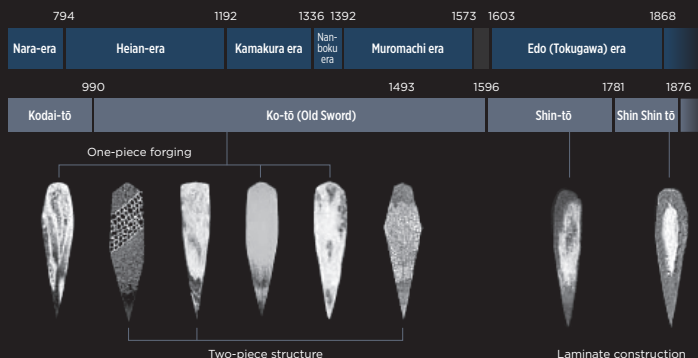 794 1192 1336 1392 1573 1603 1868
Nara-era Heian-era Kamakura era Nan-
boku
era Muromachi era Edo (Tokugawa) era
990 1493 1596 1781 1876
Kodai-tō Ko-tō (Old Sword) Shin-tō Shin Shin tō
One-piece forging
Two-piece structure Laminate construction